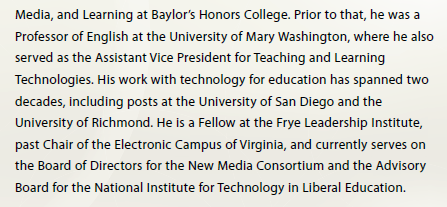 Media, and Learning at Baylor's Honors College. Prior to that, he was a
Professor of English at the University of Mary Washington, where he also
served as the Assistant Vice President for Teaching and Learning
Technologies. His work with technology for education has spanned two
decades, including posts at the University of San Diego and the
University of Richmond. He is a Fellow at the Frye Leadership Institute,
past Chair of the Electronic Campus of Virginia, and currently serves on
the Board of Directors for the New Media Consortium and the Advisory
Board for the National Institute for Technology in Liberal Education.